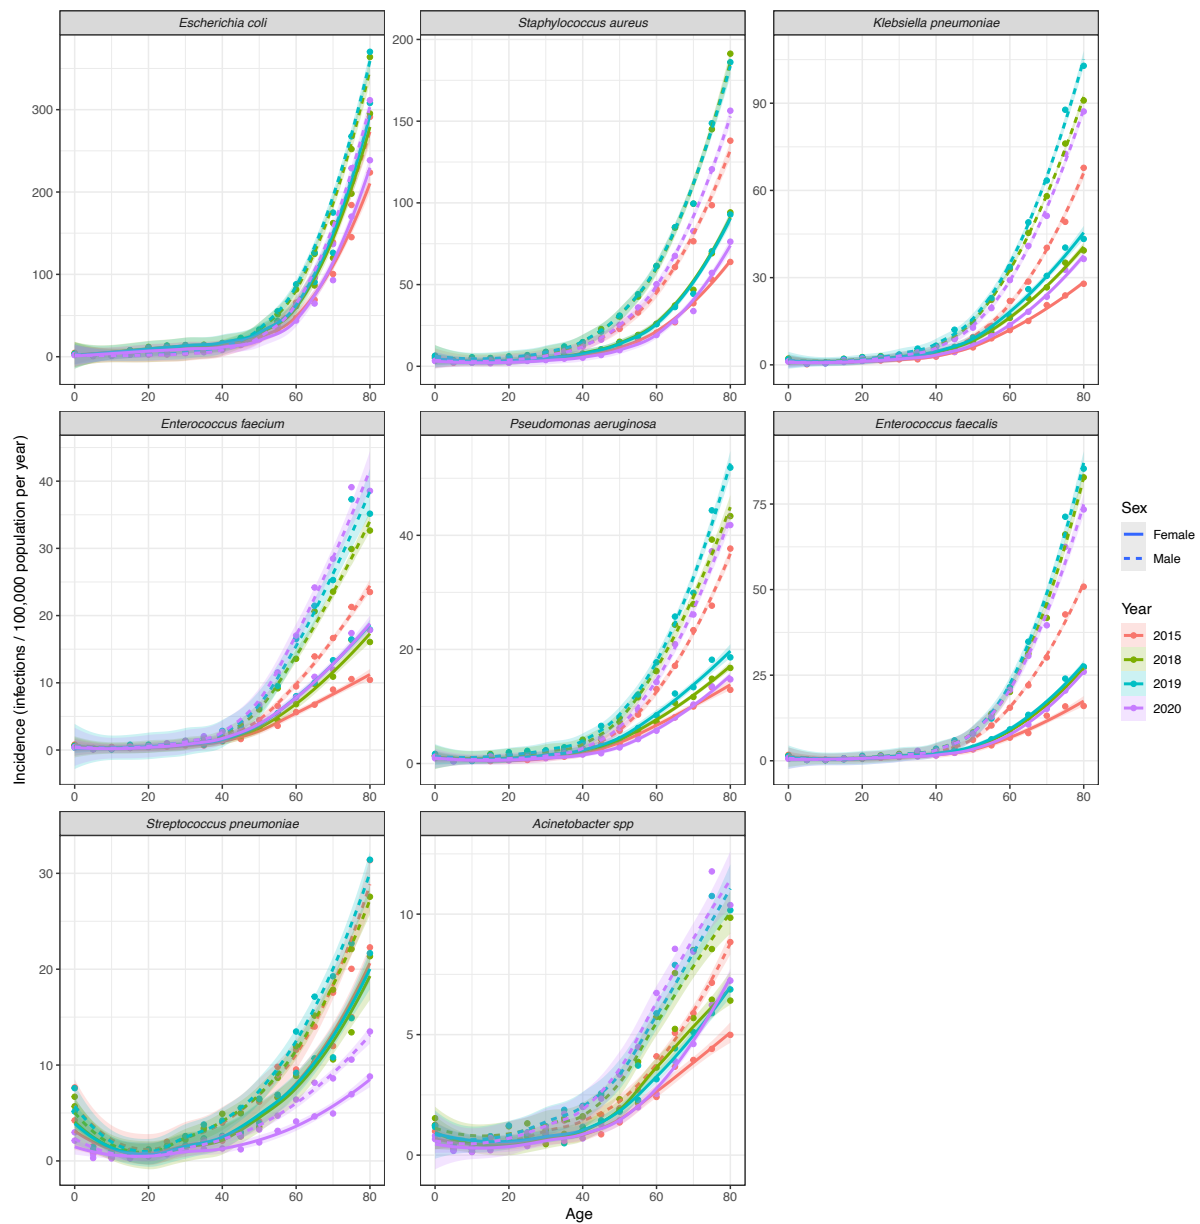 Escherichia coli
Staphylococcus aureus
Klebsiella pneumoniae
300
200
100
0
200
150
100
50
0
90
60
30
0
0 20 40 60 80
0 20 40 60 80
0 20 40 60 80
Enterococcus faecium
Pseudomonas aeruginosa
Enterococcus faecalis
40
30
20
10
0
40
20
0
75
50
25
0
0 20 40 60 80
0 20 40 60 80
0 20 40 60 80
Streptococcus pneumoniae
Acinetobacter spp
30
20
10
0
10
5
0
0 20 40 60 80
0 20 40 60 80
Incidence (infections / 100,000 population per year)
Age
Sex
Female
Male
Year
2015
2018
2019
2020